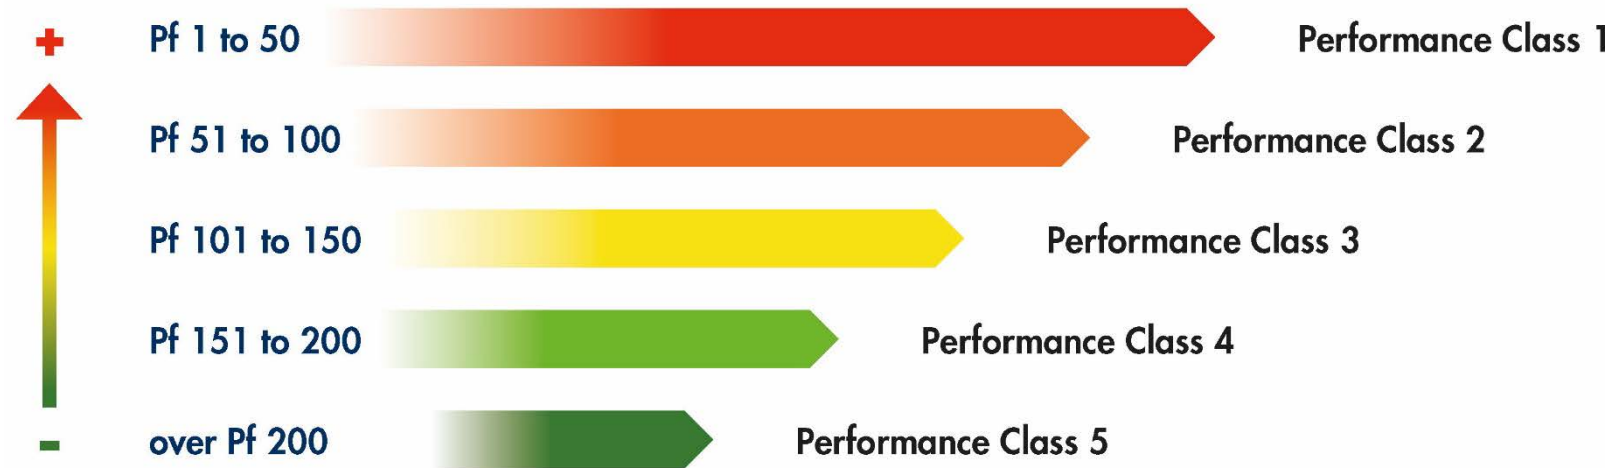 + Pf 1 to 50 Performance Class 1
Pf 51 to 100 Performance Class 2
Pf 101 to 150 Performance Class 3
Pf 151 to 200 Performance Class 4
- over Pf 200 Performance Class 5